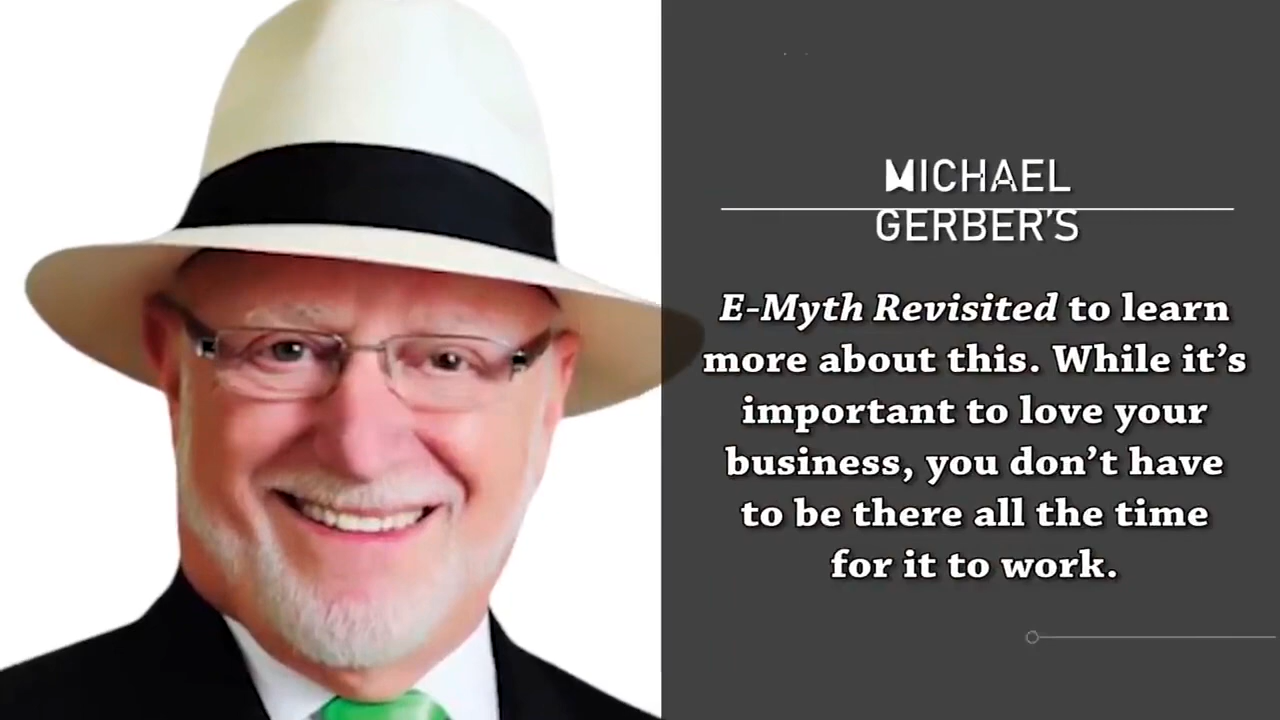 MICHAEL
GERBER'S
E-Myth Revisited to learn
more about this. While it's
important to love your
business, you don't have
to be there all the time
for it to work.